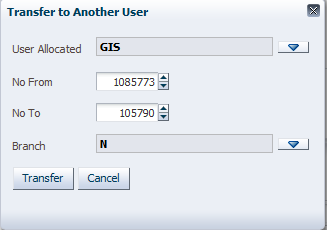 Transfer to Another User
User Allocated GIS
No From 1085773
No To 105790
Branch N
Transfer Cancel